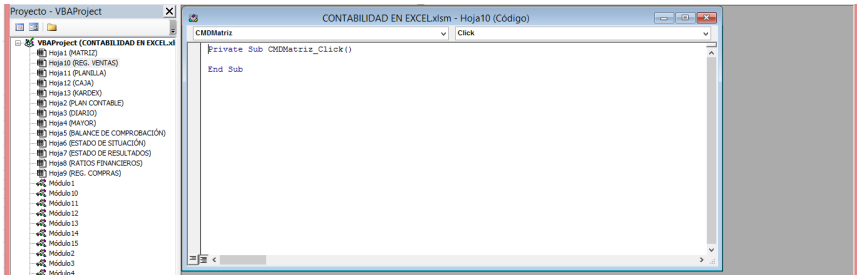 Proyecto - VBAProject
VBAProject (CONTABILIDAD EN EXCEL.xl
Hoja1 (MATRIZ)
Hoja10 (REG. VENTAS)
Hoja11 (PLANILLA)
Hoja12 (CAJA)
Hoja13 (KARDEX)
Hoja2 (PLAN CONTABLE)
Hoja3 (DIARIO)
Hoja4 (MAYOR)
Hoja5 (BALANCE DE COMPROBACIÓN)
Hoja6 (ESTADO DE SITUACIÓN)
Hoja7 (ESTADO DE RESULTADOS)
Hoja8 (RATIOS FINANCIEROS)
Hoja9 (REG. COMPRAS)
Módulo1
Módulo10
Módulo11
Módulo12
Módulo13
Módulo14
Módulo15
Módulo2
Módulo3
Módulo4
CONTABILIDAD EN EXCEL.xlsm - Hoja10 (Código)
CMDMatriz Click
Private Sub CMDMatriz_Click()
End Sub